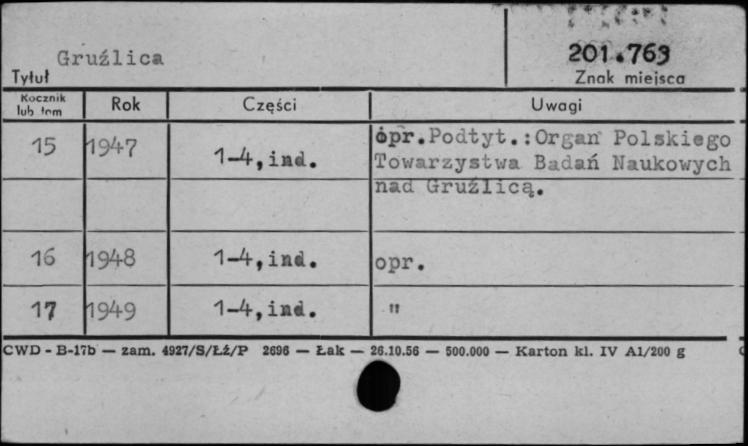 Gruźlica
201.763
Tytuł
Znak miejsca
Rocznik lub tom Rok Części Uwagi
15 1947 1-4,ind. opr.Podtyt.:Organ Polskiego
Towarzystwa Badań Naukowych
nad Gruźlicą.
16 1948 1-4,ind. opr.
17 1949 1-4,ind. "
CWD - B-17b — zam. 4927/S/Łź/P 2696 — Łak — 26.10.56 — 500.000 — Karton kl. IV A1/200 g